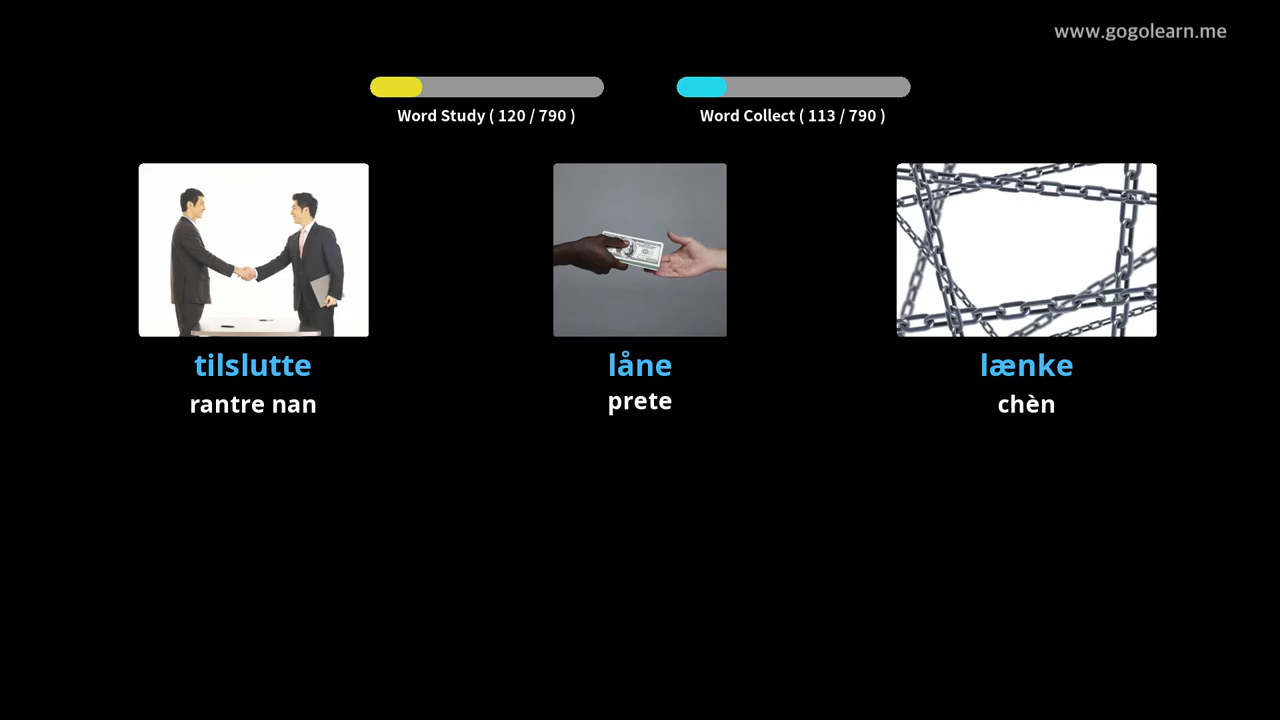 www.gogolearn.me
Word Study ( 120 / 790 )
Word Collect ( 113 / 790 )
tilslutte
rantre nan
låne
prete
lænke
chèn